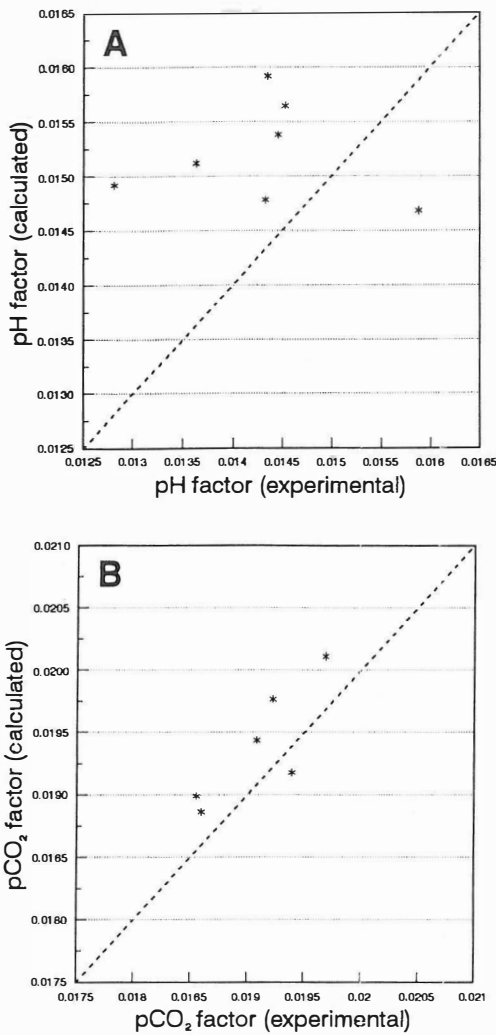 A
0.0165
0.0160
0.0155
0.0150
0.0145
0.0140
0.0135
0.0130
0.0125
pH factor (calculated)
0.0125 0.013 0.0135 0.014 0.0145 0.015 0.0155 0.016 0.0165
pH factor (experimental)
B
0.0210
0.0205
0.0200
0.0195
0.0190
0.0185
0.0180
0.0175
pCO₂ factor (calculated)
0.0175 0.018 0.0185 0.019 0.0195 0.02 0.0205 0.021
pCO₂ factor (experimental)